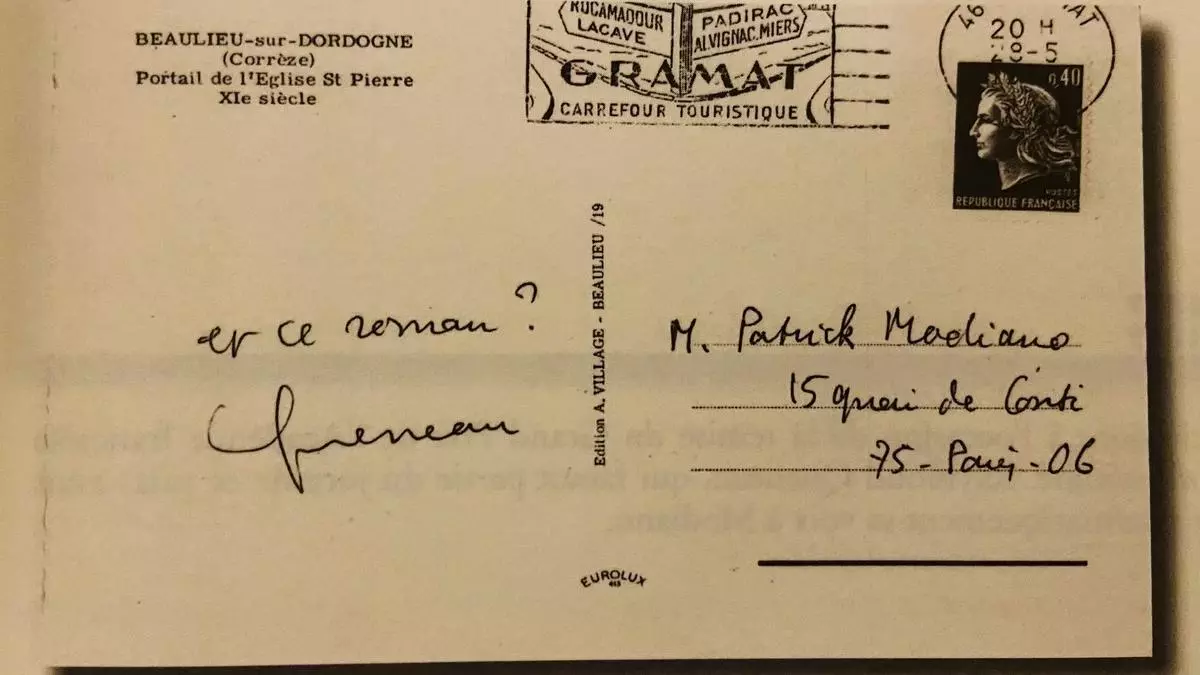 BEAULIEU-sur-DORDOGNE
(Corrèze)
Portail de l'Eglise St Pierre
XIe siècle
ROCAMADOUR
LACAVE
PADIRAC
ALVIGNAC.MIERS
GRAMAT
CARREFOUR TOURISTIQUE
46 AT
20 H
28-5
0,40
POSTES
REPUBLIQUE FRANÇAISE
et ce roman ?
Queneau
Edition A. VILLAGE - BEAULIEU /19
M. Patrick Modiano
15 quai de Conti
75-Paris-06
EUROLUX